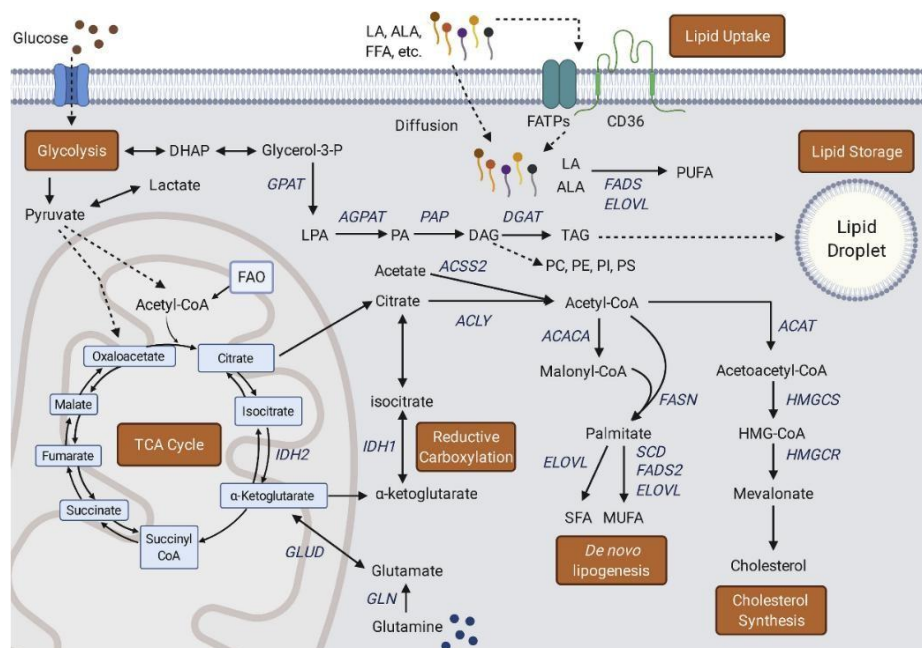 Glucose
LA, ALA,
FFA, etc.
Lipid Uptake
Diffusion
FATPs
CD36
Glycolysis
DHAP
Glycerol-3-P
Lipid Storage
Lactate
GPAT
LA
ALA
FADS
ELOVL
PUFA
Pyruvate
LPA
AGPAT
PA
PAP
DAG
DGAT
TAG
Lipid
Droplet
PC, PE, PI, PS
FAO
Acetyl-CoA
Acetate
ACSS2
Citrate
ACLY
Acetyl-CoA
ACAT
Oxaloacetate
Citrate
ACACA
Malonyl-CoA
Acetoacetyl-CoA
Malate
Isocitrate
isocitrate
FASN
HMGCS
TCA Cycle
IDH2
IDH1
Reductive
Carboxylation
Palmitate
HMG-CoA
Fumarate
ELOVL
SCD
FADS2
ELOVL
HMGCR
α-Ketoglutarate
α-ketoglutarate
Mevalonate
Succinate
SFA
MUFA
Succinyl
CoA
GLUD
Glutamate
De novo
lipogenesis
Cholesterol
GLN
Glutamine
Cholesterol
Synthesis